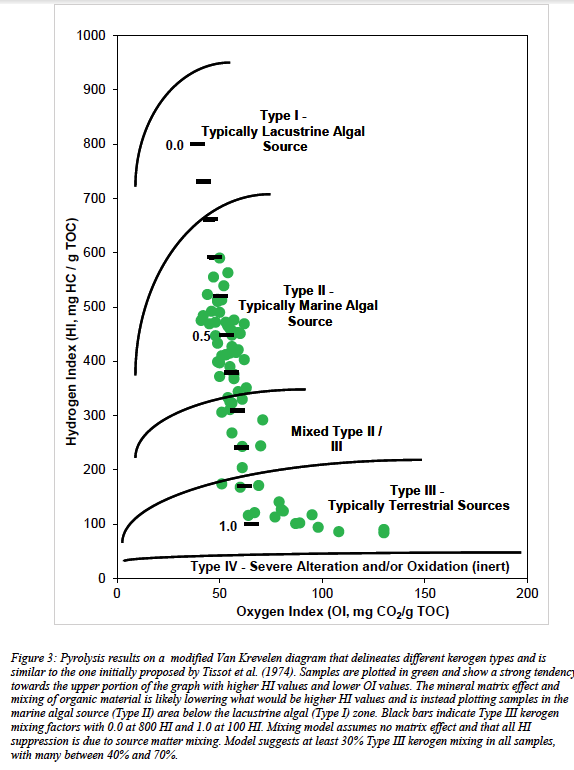 1000
900
800
700
600
500
400
300
200
100
0
Hydrogen Index (HI, mg HC / g TOC)
Type I -
Typically Lacustrine Algal
Source
0.0
Type II -
Typically Marine Algal
Source
0.5
Mixed Type II /
III
Type III -
Typically Terrestrial Sources
1.0
Type IV - Severe Alteration and/or Oxidation (inert)
0 50 100 150 200
Oxygen Index (OI, mg CO₂/g TOC)
Figure 3: Pyrolysis results on a modified Van Krevelen diagram that delineates different kerogen types and is
similar to the one initially proposed by Tissot et al. (1974). Samples are plotted in green and show a strong tendency
towards the upper portion of the graph with higher HI values and lower OI values. The mineral matrix effect and
mixing of organic material is likely lowering what would be higher HI values and is instead plotting samples in the
marine algal source (Type II) area below the lacustrine algal (Type I) zone. Black bars indicate Type III kerogen
mixing factors with 0.0 at 800 HI and 1.0 at 100 HI. Mixing model assumes no matrix effect and that all HI
suppression is due to source matter mixing. Model suggests at least 30% Type III kerogen mixing in all samples,
with many between 40% and 70%.